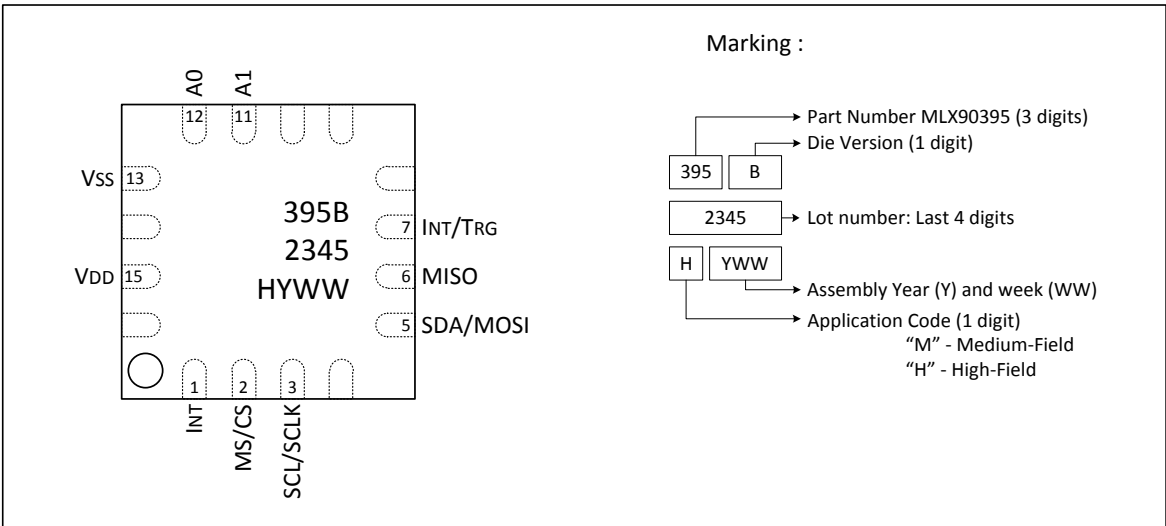 A0 A1
12 11
VSS 13
7 INT/TRG
VDD 15
6 MISO
5 SDA/MOSI
395B
2345
HYWW
1 2 3
INT MS/CS SCL/SCLK
Marking :
Part Number MLX90395 (3 digits)
Die Version (1 digit)
395 B
2345 Lot number: Last 4 digits
H YWW
Assembly Year (Y) and week (WW)
Application Code (1 digit)
“M” - Medium-Field
“H” - High-Field